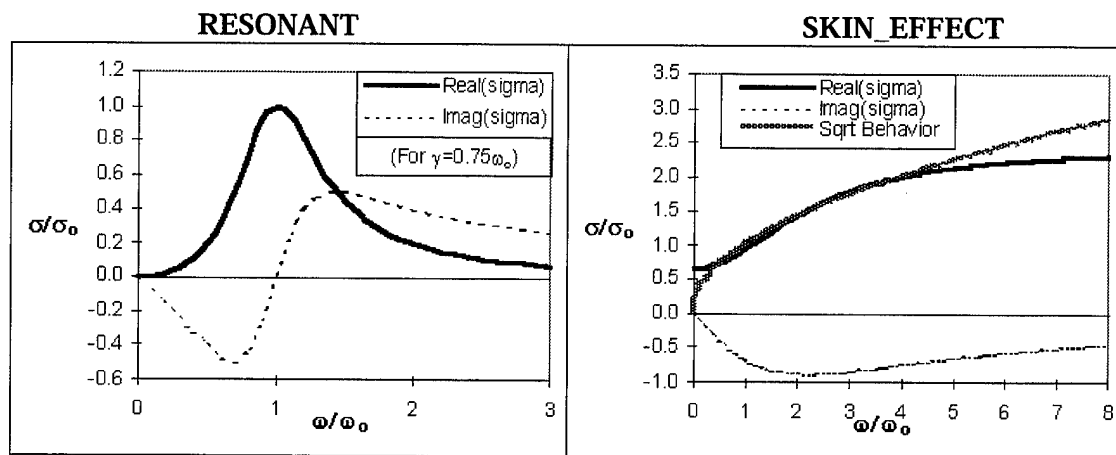 RESONANT
1.2
1.0
0.8
0.6
0.4
0.2
0.0
-0.2
-0.4
-0.6
σ/σo
Real(sigma)
Imag(sigma)
(For γ=0.75ωo)
0
1
2
3
ω/ωo
SKIN_EFFECT
3.5
3.0
2.5
2.0
1.5
1.0
0.5
0.0
-0.5
-1.0
σ/σo
Real(sigma)
Imag(sigma)
Sqrt Behavior
0
1
2
3
4
5
6
7
8
ω/ωo